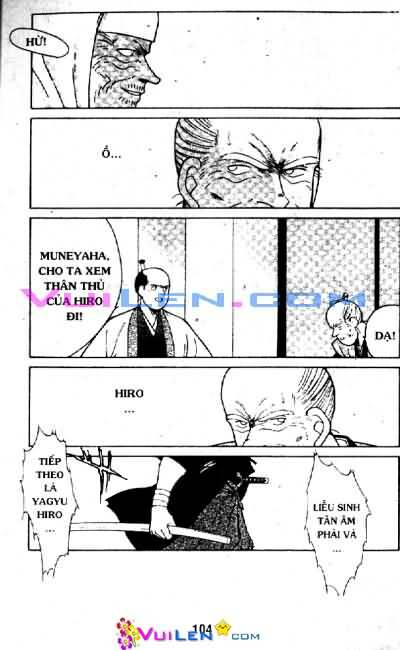 HỪ!
Ồ...
MUNEYAHA,
CHO TA XEM
THÂN THỦ
CỦA HIRO
ĐI!
DẠ!
VUILEN.COM
HIRO
...
TIẾP
THEO
LÀ
YAGYU
HIRO
...
LIỄU SINH
TÂN ÂM
PHÁI VÀ
...
104
VUILEN.COM